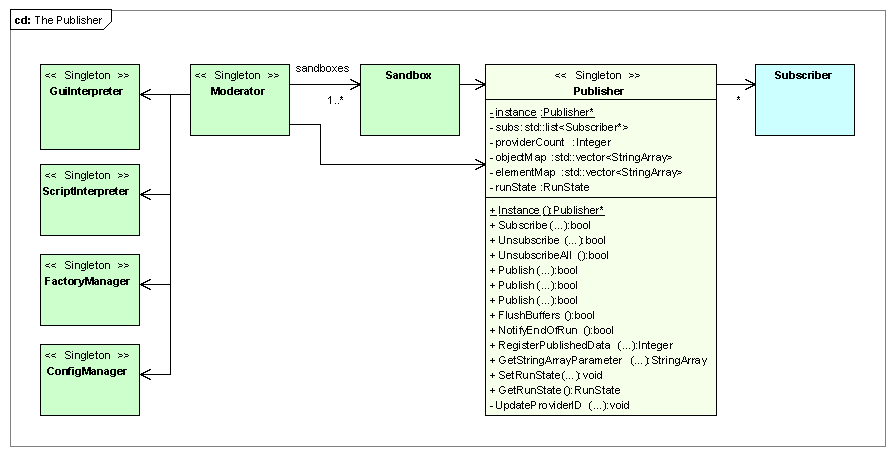 cd: The Publisher
<< Singleton >>
GuiInterpreter
<< Singleton >>
ScriptInterpreter
<< Singleton >>
FactoryManager
<< Singleton >>
ConfigManager
<< Singleton >>
Moderator
sandboxes
1..*
Sandbox
<< Singleton >>
Publisher
- instance :Publisher*
- subs: std::list<Subscriber*>
- providerCount :Integer
- objectMap :std::vector<StringArray>
- elementMap :std::vector<StringArray>
- runState :RunState
+ Instance ():Publisher*
+ Subscribe (...):bool
+ Unsubscribe (...):bool
+ UnsubscribeAll ():bool
+ Publish (...):bool
+ Publish (...):bool
+ Publish (...):bool
+ FlushBuffers ():bool
+ NotifyEndOfRun ():bool
+ RegisterPublishedData (...):Integer
+ GetStringArrayParameter (...):StringArray
+ SetRunState (...): void
+ GetRunState (): RunState
- UpdateProviderID (...): void
*
Subscriber